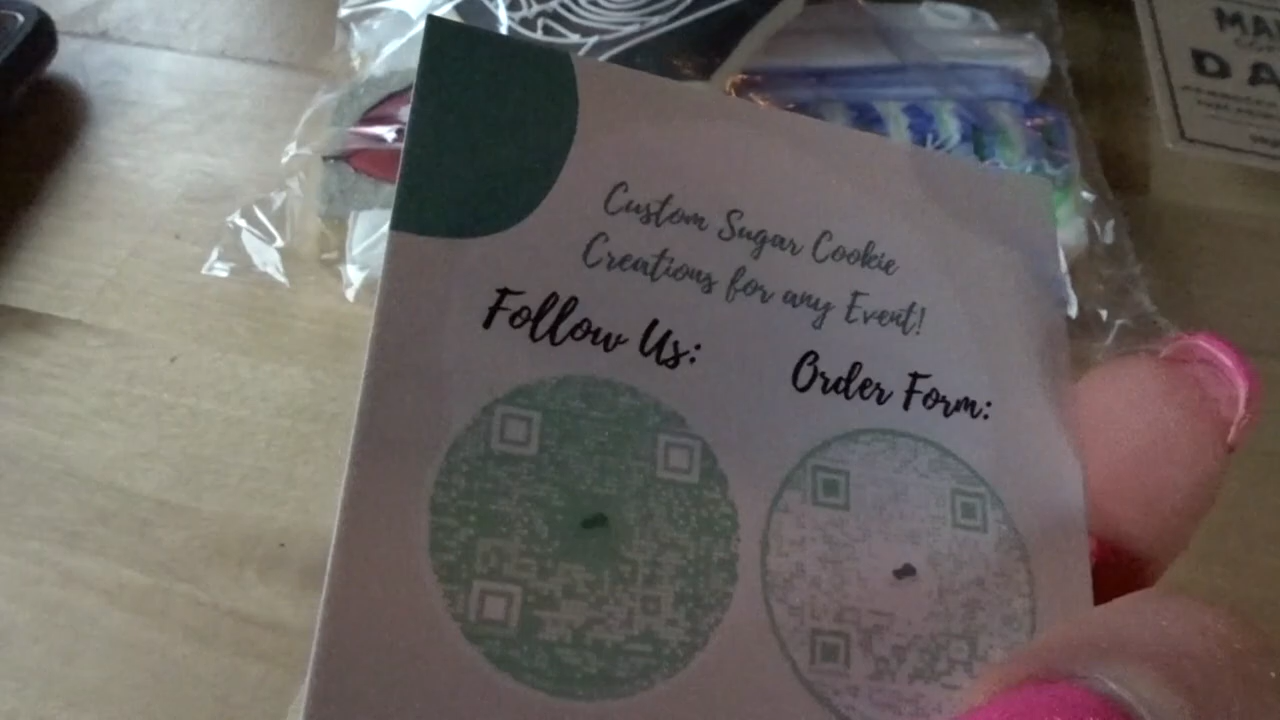 Custom Sugar Cookie
Creations for any Event!
Follow Us:
Order Form: